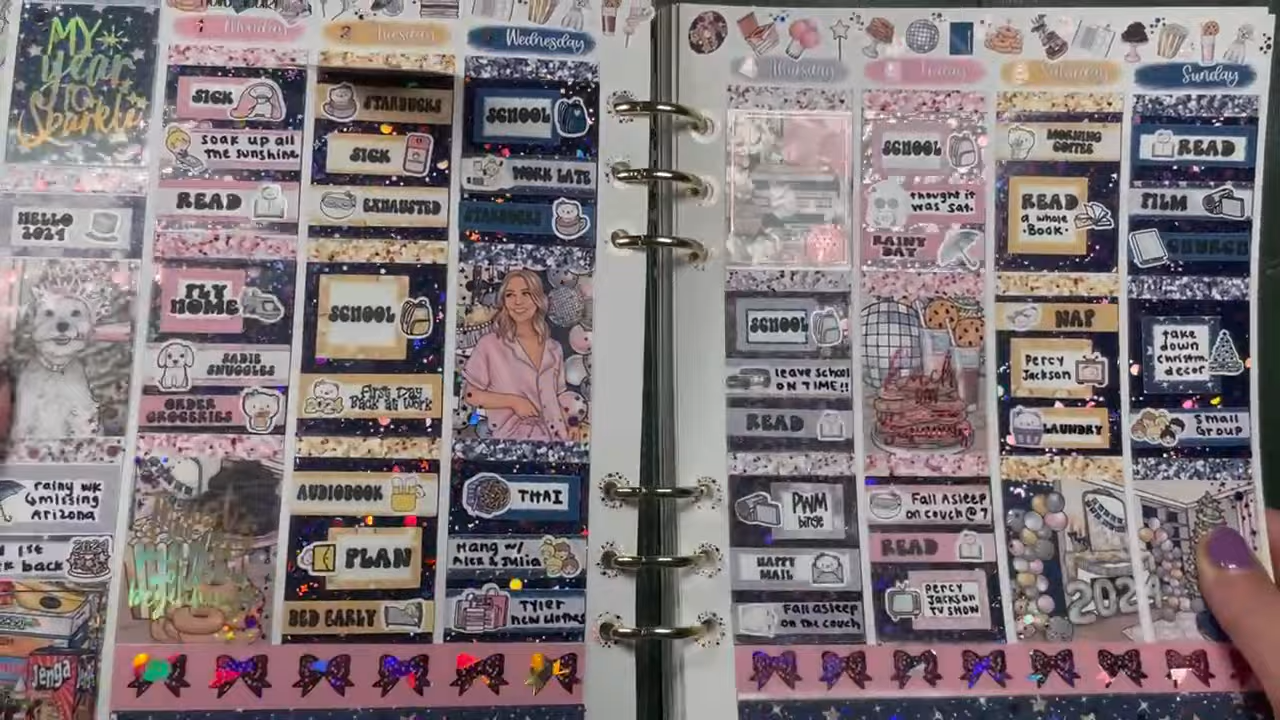 MY
year
TO
Sparkle
HELLO
2024
rainy wk
& missing
Arizona
1st
back
Jenga
Monday
SICK
soak up all
the sunshine
READ
FLY
HOME
SADIE
SNUGGLES
ORDER
GROCERIES
Tuesday
STARBUCKS
SICK
EXHAUSTED
SCHOOL
2024
First Day
Back at Work
AUDIOBOOK
PLAN
BED EARLY
Wednesday
SCHOOL
WORK LATE
STARBUCKS
THAI
Hang w/
Alex & Julia
Tyler
new clothes
Thursday
SCHOOL
leave school
ON TIME!!
READ
PWM
binge
HAPPY
MAIL
Fall asleep
on the couch
Friday
SCHOOL
thought it
was Sat.
RAINY
DAY
Fall Asleep
on couch @ 7
READ
Percy
Jackson
TV SHOW
Saturday
MORNING
COFFEE
READ
a whole
·Book.·
NAP
Percy
Jackson
LAUNDRY
2024
Sunday
READ
FILM
CHURCH
take
down
christm.
decor
Small
Group